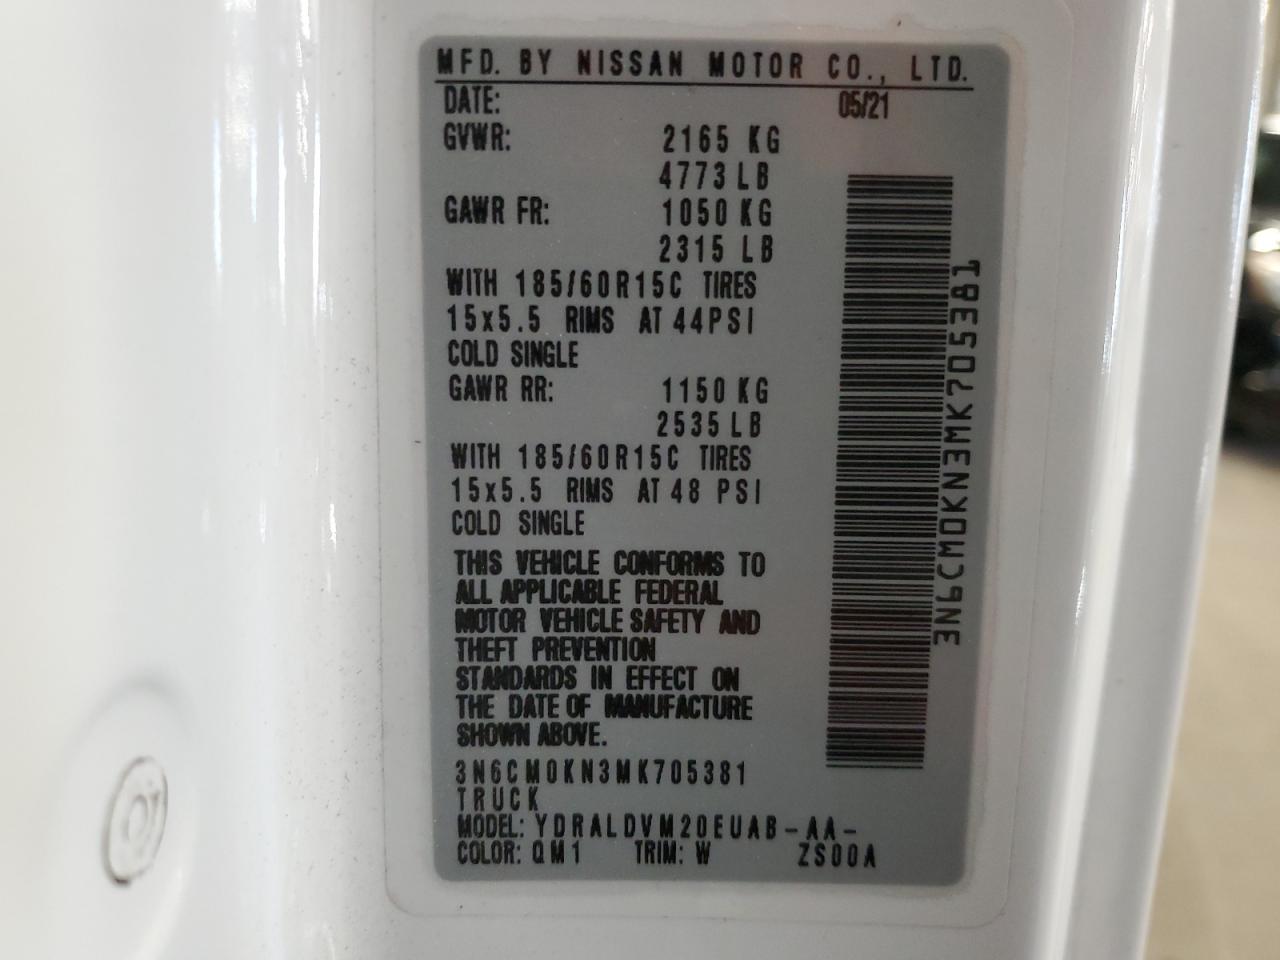 MFD. BY NISSAN MOTOR CO., LTD.
DATE: 05/21
GVWR: 2165 KG
4773 LB
GAWR FR: 1050 KG
2315 LB
WITH 185/60R15C TIRES
15x5.5 RIMS AT 44PSI
COLD SINGLE
GAWR RR: 1150 KG
2535 LB
WITH 185/60R15C TIRES
15x5.5 RIMS AT 48 PSI
COLD SINGLE
THIS VEHICLE CONFORMS TO
ALL APPLICABLE FEDERAL
MOTOR VEHICLE SAFETY AND
THEFT PREVENTION
STANDARDS IN EFFECT ON
THE DATE OF MANUFACTURE
SHOWN ABOVE.
3N6CM0KN3MK705381
TRUCK
MODEL: YDRALDVM20EUAB-AA-
COLOR: QM1 TRIM: W ZS00A
3N6CM0KN3MK705381